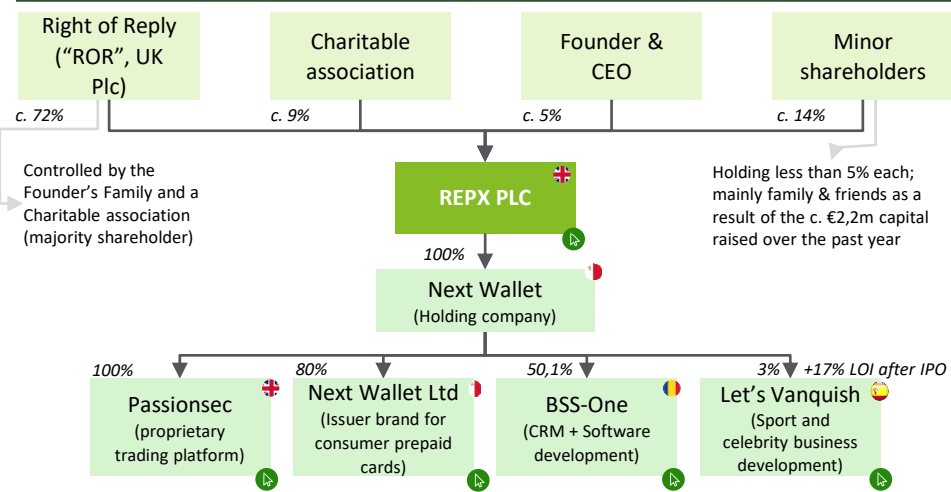 Right of Reply
(“ROR”, UK
Plc)
Charitable
association
Founder &
CEO
Minor
shareholders
c. 72%
c. 9%
c. 5%
c. 14%
Controlled by the
Founder’s Family and a
Charitable association
(majority shareholder)
REPX PLC
Holding less than 5% each;
mainly family & friends as a
result of the c. €2,2m capital
raised over the past year
100%
Next Wallet
(Holding company)
100%
80%
50,1%
3%
+17% LOI after IPO
Passionsec
(proprietary
trading platform)
Next Wallet Ltd
(Issuer brand for
consumer prepaid
cards)
BSS-One
(CRM + Software
development)
Let’s Vanquish
(Sport and
celebrity business
development)